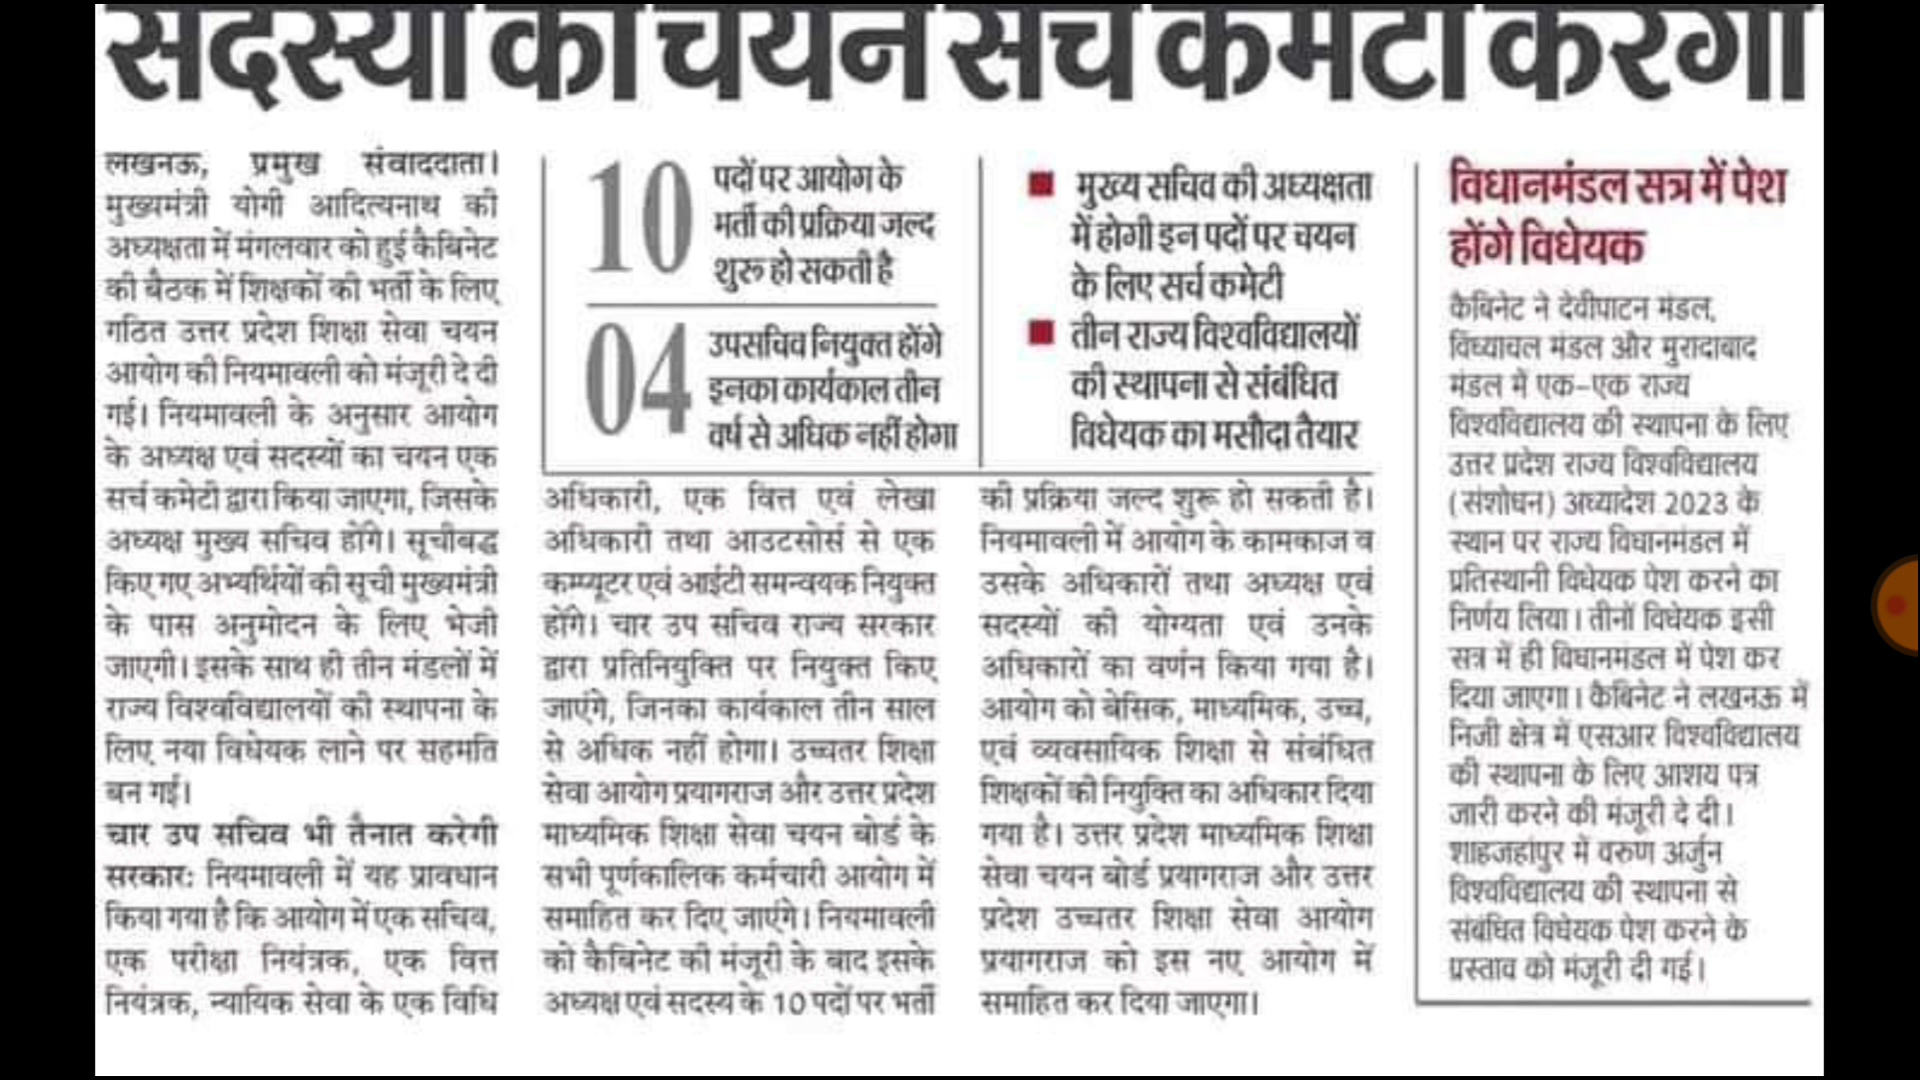 सदस्यों का चयन सर्च कमेटी करेगी
लखनऊ, प्रमुख संवाददाता।
मुख्यमंत्री योगी आदित्यनाथ की
अध्यक्षता में मंगलवार को हुई कैबिनेट
की बैठक में शिक्षकों की भर्ती के लिए
गठित उत्तर प्रदेश शिक्षा सेवा चयन
आयोग की नियमावली को मंजूरी दे दी
गई। नियमावली के अनुसार आयोग
के अध्यक्ष एवं सदस्यों का चयन एक
सर्च कमेटी द्वारा किया जाएगा, जिसके
अध्यक्ष मुख्य सचिव होंगे। सूचीबद्ध
किए गए अभ्यर्थियों की सूची मुख्यमंत्री
के पास अनुमोदन के लिए भेजी
जाएगी। इसके साथ ही तीन मंडलों में
राज्य विश्वविद्यालयों की स्थापना के
लिए नया विधेयक लाने पर सहमति
बन गई।
चार उप सचिव भी तैनात करेगी
सरकार: नियमावली में यह प्रावधान
किया गया है कि आयोग में एक सचिव,
एक परीक्षा नियंत्रक, एक वित्त
नियंत्रक, न्यायिक सेवा के एक विधि
10 पदों पर आयोग के
भर्ती की प्रक्रिया जल्द
शुरू हो सकती है
04 उपसचिव नियुक्त होंगे
इनका कार्यकाल तीन
वर्ष से अधिक नहीं होगा
मुख्य सचिव की अध्यक्षता
में होगी इन पदों पर चयन
के लिए सर्च कमेटी
तीन राज्य विश्वविद्यालयों
की स्थापना से संबंधित
विधेयक का मसौदा तैयार
अधिकारी, एक वित्त एवं लेखा
अधिकारी तथा आउटसोर्स से एक
कम्प्यूटर एवं आईटी समन्वयक नियुक्त
होंगे। चार उप सचिव राज्य सरकार
द्वारा प्रतिनियुक्ति पर नियुक्त किए
जाएंगे, जिनका कार्यकाल तीन साल
से अधिक नहीं होगा। उच्चतर शिक्षा
सेवा आयोग प्रयागराज और उत्तर प्रदेश
माध्यमिक शिक्षा सेवा चयन बोर्ड के
सभी पूर्णकालिक कर्मचारी आयोग में
समाहित कर दिए जाएंगे। नियमावली
को कैबिनेट की मंजूरी के बाद इसके
अध्यक्ष एवं सदस्य के 10 पदों पर भर्ती
की प्रक्रिया जल्द शुरू हो सकती है।
नियमावली में आयोग के कामकाज व
उसके अधिकारों तथा अध्यक्ष एवं
सदस्यों की योग्यता एवं उनके
अधिकारों का वर्णन किया गया है।
आयोग को बेसिक, माध्यमिक, उच्च,
एवं व्यवसायिक शिक्षा से संबंधित
शिक्षकों की नियुक्ति का अधिकार दिया
गया है। उत्तर प्रदेश माध्यमिक शिक्षा
सेवा चयन बोर्ड प्रयागराज और उत्तर
प्रदेश उच्चतर शिक्षा सेवा आयोग
प्रयागराज को इस नए आयोग में
समाहित कर दिया जाएगा।
विधानमंडल सत्र में पेश
होंगे विधेयक
कैबिनेट ने देवीपाटन मंडल,
विंध्याचल मंडल और मुरादाबाद
मंडल में एक-एक राज्य
विश्वविद्यालय की स्थापना के लिए
उत्तर प्रदेश राज्य विश्वविद्यालय
(संशोधन) अध्यादेश 2023 के
स्थान पर राज्य विधानमंडल में
प्रतिस्थानी विधेयक पेश करने का
निर्णय लिया। तीनों विधेयक इसी
सत्र में ही विधानमंडल में पेश कर
दिया जाएगा। कैबिनेट ने लखनऊ में
निजी क्षेत्र में एसआर विश्वविद्यालय
की स्थापना के लिए आशय पत्र
जारी करने की मंजूरी दे दी।
शाहजहांपुर में वरुण अर्जुन
विश्वविद्यालय की स्थापना से
संबंधित विधेयक पेश करने के
प्रस्ताव को मंजूरी दी गई।